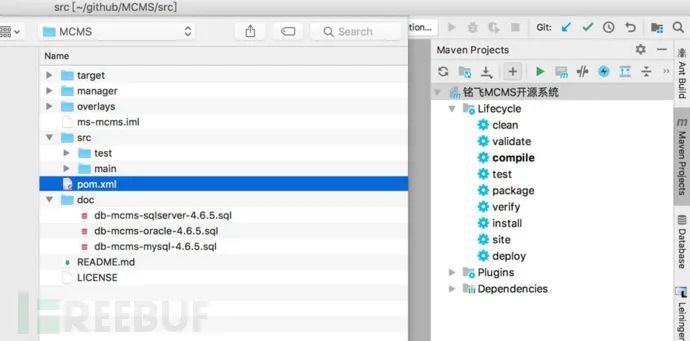 src [~/github/MCMS/src]
MCMS
Search
Name
target
manager
overlays
ms-mcms.iml
src
test
main
pom.xml
doc
db-mcms-sqlserver-4.6.5.sql
db-mcms-oracle-4.6.5.sql
db-mcms-mysql-4.6.5.sql
README.md
LICENSE
FREEBUF
tion...
Git:
Maven Projects
铭飞MCMS开源系统
Lifecycle
clean
validate
compile
test
package
verify
install
site
deploy
Plugins
Dependencies
Ant Build
Maven Projects
Database
Leininger